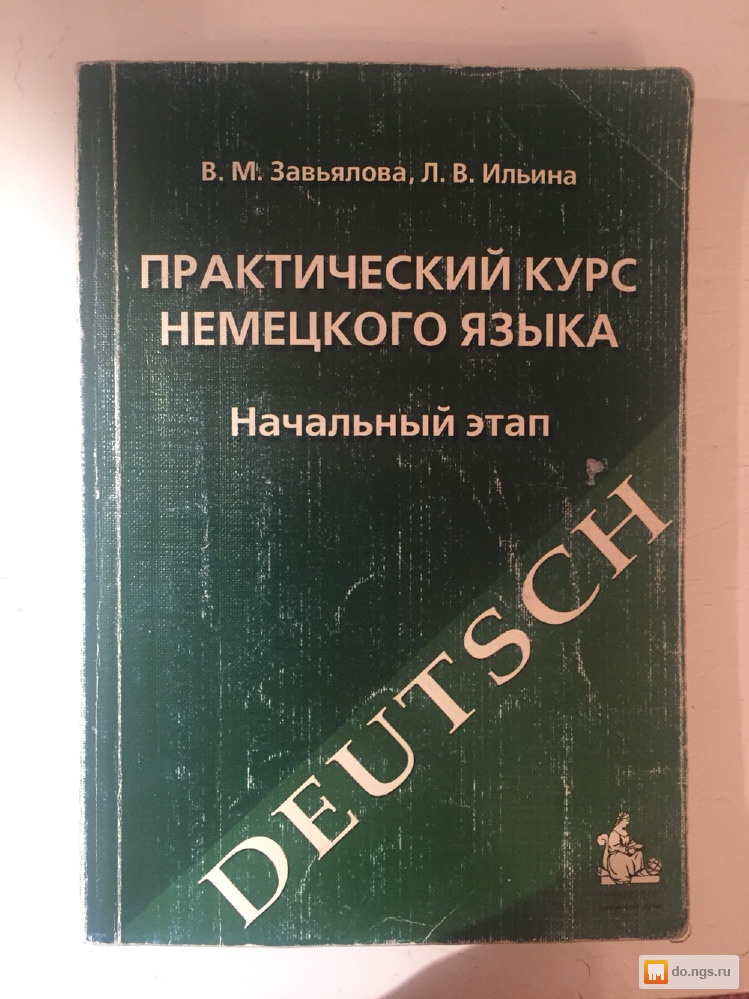 В. М. Завьялова, Л. В. Ильина
ПРАКТИЧЕСКИЙ КУРС
НЕМЕЦКОГО ЯЗЫКА
Начальный этап
DEUTSCH
do.ngs.ru